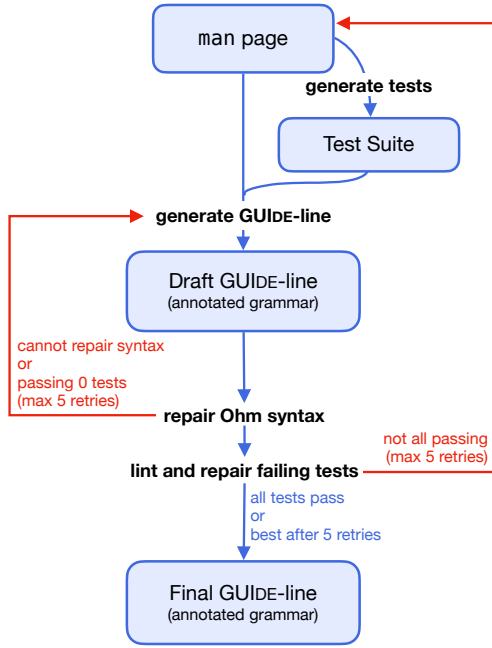 man page
generate tests
Test Suite
generate GUIDE-line
Draft GUIDE-line
(annotated grammar)
cannot repair syntax
or
passing 0 tests
(max 5 retries)
repair Ohm syntax
not all passing
(max 5 retries)
lint and repair failing tests
all tests pass
or
best after 5 retries
Final GUIDE-line
(annotated grammar)